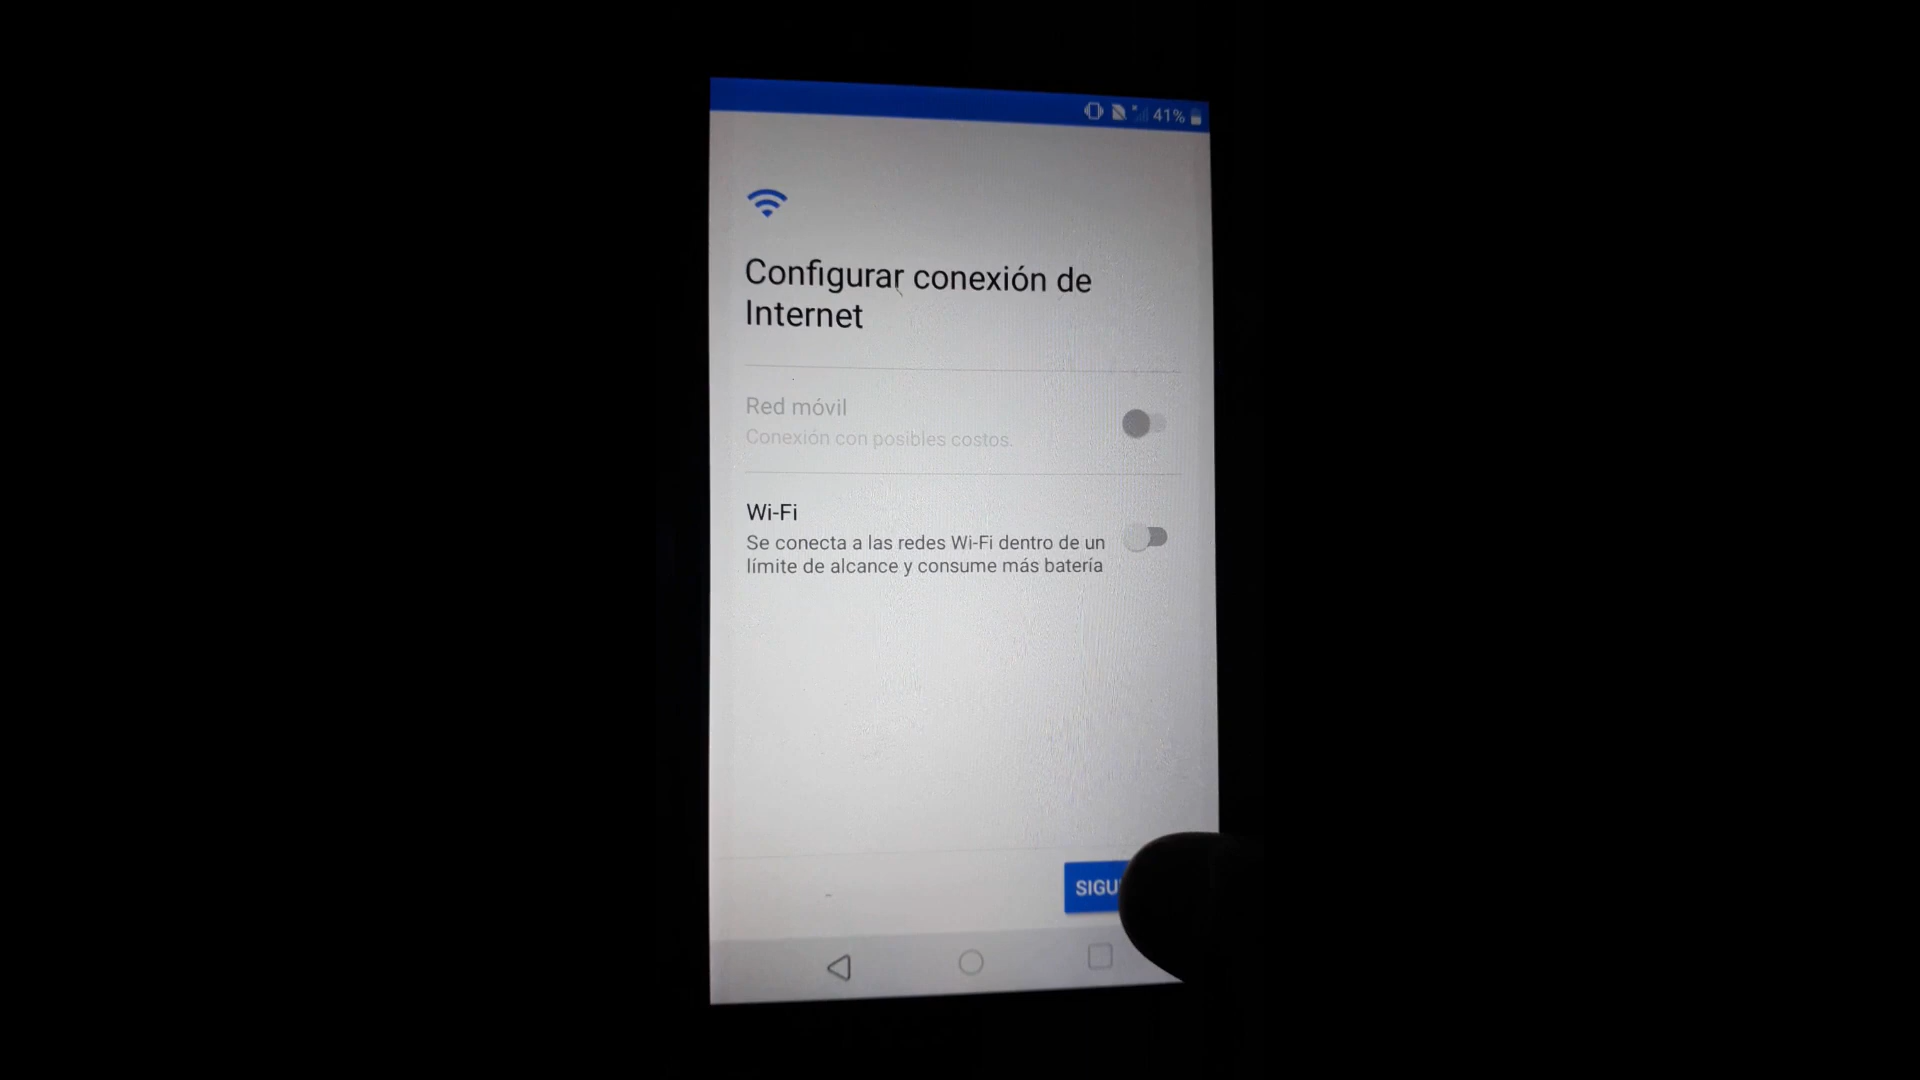 41%
Configurar conexión de
Internet
Red móvil
Conexión con posibles costos.
Wi-Fi
Se conecta a las redes Wi-Fi dentro de un
límite de alcance y consume más batería